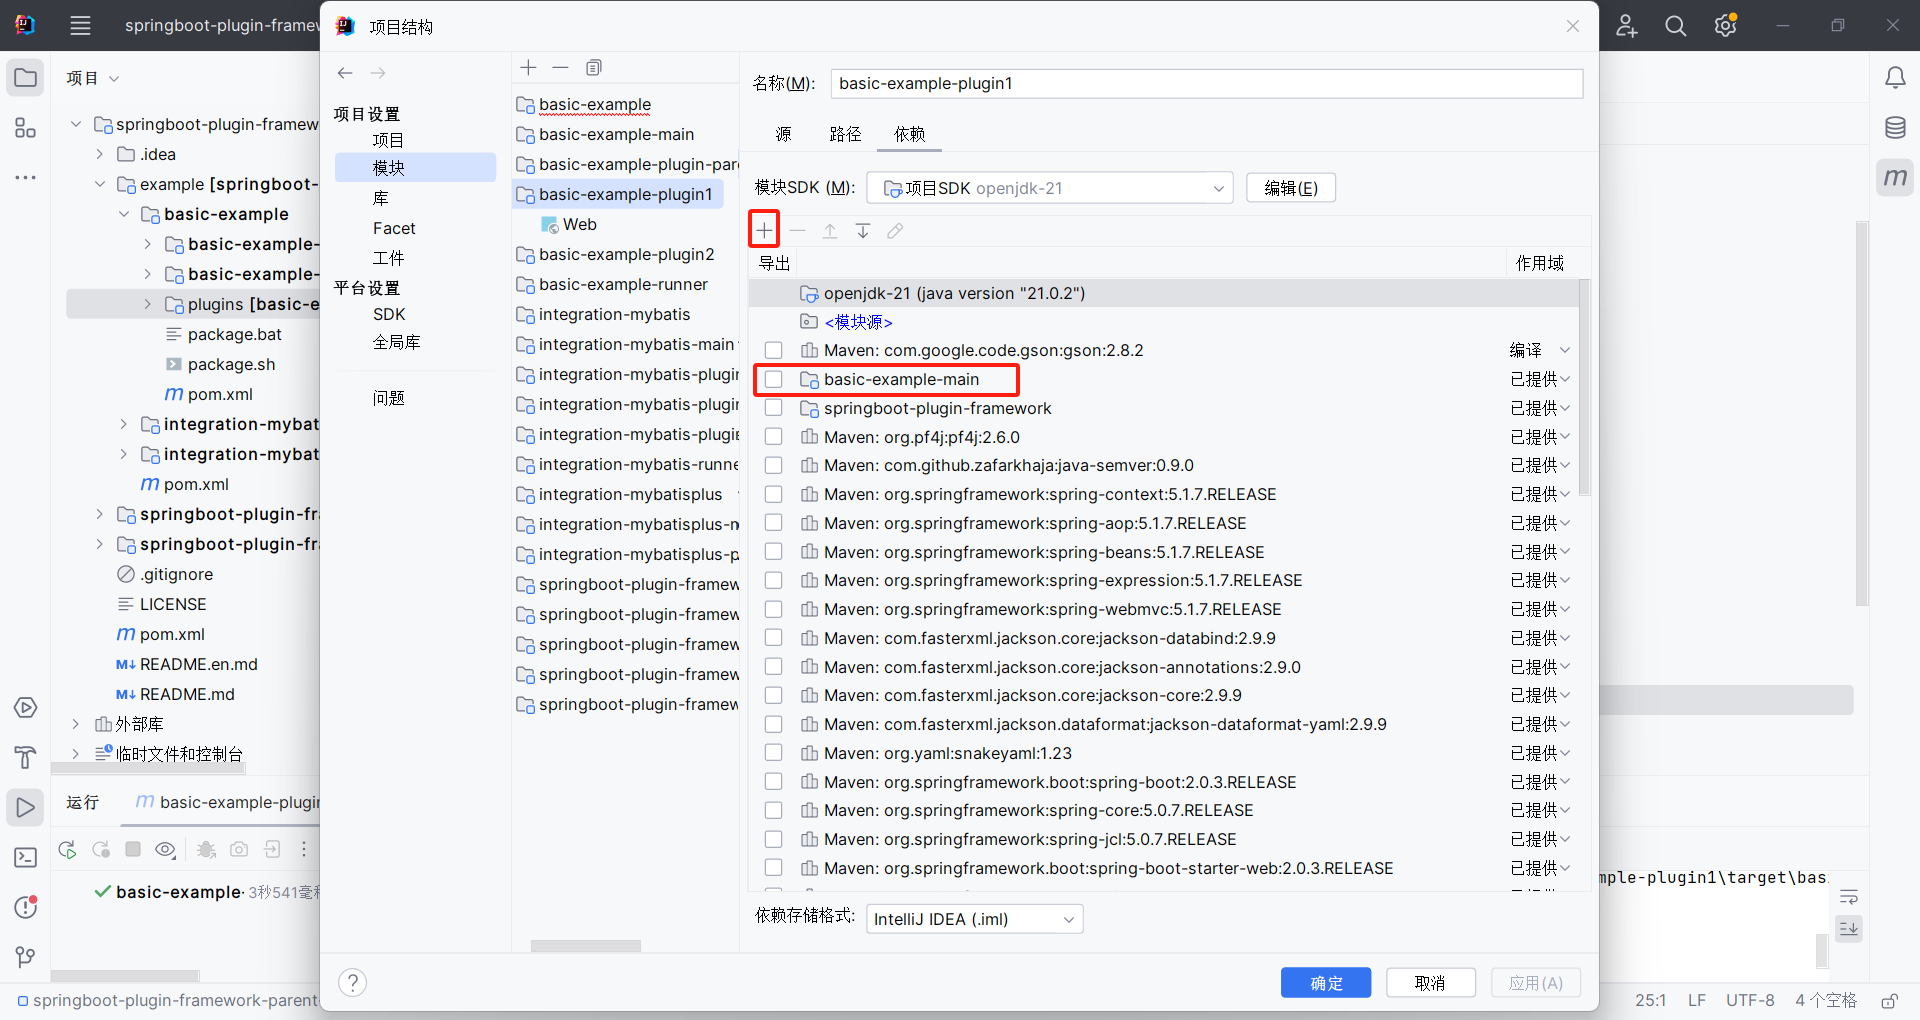 springboot-plugin-framew
项目
springboot-plugin-framew
.idea
example [springboot-
basic-example
basic-example-
basic-example-
plugins [basic-e
package.bat
package.sh
pom.xml
integration-mybat
integration-mybat
pom.xml
springboot-plugin-fr
springboot-plugin-fr
.gitignore
LICENSE
pom.xml
README.en.md
README.md
外部库
临时文件和控制台
运行
basic-example-plugin
basic-example-
3秒541毫秒
springboot-plugin-framework-parent
项目结构
项目设置
项目
模块
库
Facet
工件
平台设置
SDK
全局库
问题
basic-example
basic-example-main
basic-example-plugin-par
basic-example-plugin1
Web
basic-example-plugin2
basic-example-runner
integration-mybatis
integration-mybatis-main
integration-mybatis-plugin
integration-mybatis-plugin
integration-mybatis-plugi
integration-mybatis-runne
integration-mybatisplus
integration-mybatisplus-m
integration-mybatisplus-p
springboot-plugin-framew
springboot-plugin-framew
springboot-plugin-framew
springboot-plugin-framew
springboot-plugin-framew
名称(M):
basic-example-plugin1
源 路径 依赖
模块SDK (M):
项目SDK openjdk-21
编辑(E)
导出 作用域
openjdk-21 (java version "21.0.2")
<模块源>
Maven: com.google.code.gson:gson:2.8.2 编译
basic-example-main 已提供
springboot-plugin-framework 已提供
Maven: org.pf4j:pf4j:2.6.0 已提供
Maven: com.github.zafarkhaja:java-semver:0.9.0 已提供
Maven: org.springframework:spring-context:5.1.7.RELEASE 已提供
Maven: org.springframework:spring-aop:5.1.7.RELEASE 已提供
Maven: org.springframework:spring-beans:5.1.7.RELEASE 已提供
Maven: org.springframework:spring-expression:5.1.7.RELEASE 已提供
Maven: org.springframework:spring-webmvc:5.1.7.RELEASE 已提供
Maven: com.fasterxml.jackson.core:jackson-databind:2.9.9 已提供
Maven: com.fasterxml.jackson.core:jackson-annotations:2.9.0 已提供
Maven: com.fasterxml.jackson.core:jackson-core:2.9.9 已提供
Maven: com.fasterxml.jackson.dataformat:jackson-dataformat-yaml:2.9.9 已提供
Maven: org.yaml:snakeyaml:1.23 已提供
Maven: org.springframework.boot:spring-boot:2.0.3.RELEASE 已提供
Maven: org.springframework:spring-core:5.0.7.RELEASE 已提供
Maven: org.springframework:spring-jcl:5.0.7.RELEASE 已提供
Maven: org.springframework.boot:spring-boot-starter-web:2.0.3.RELEASE 已提供
依赖存储格式:
IntelliJ IDEA (.iml)
?
确定 取消 应用(A)
mple-plugin1\target\bas
25:1 LF UTF-8 4 个空格